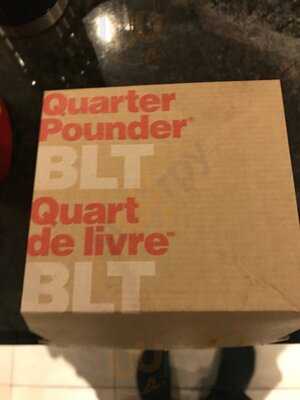 Quarter
Pounder®
BLT
Quart
de livre™
BLT